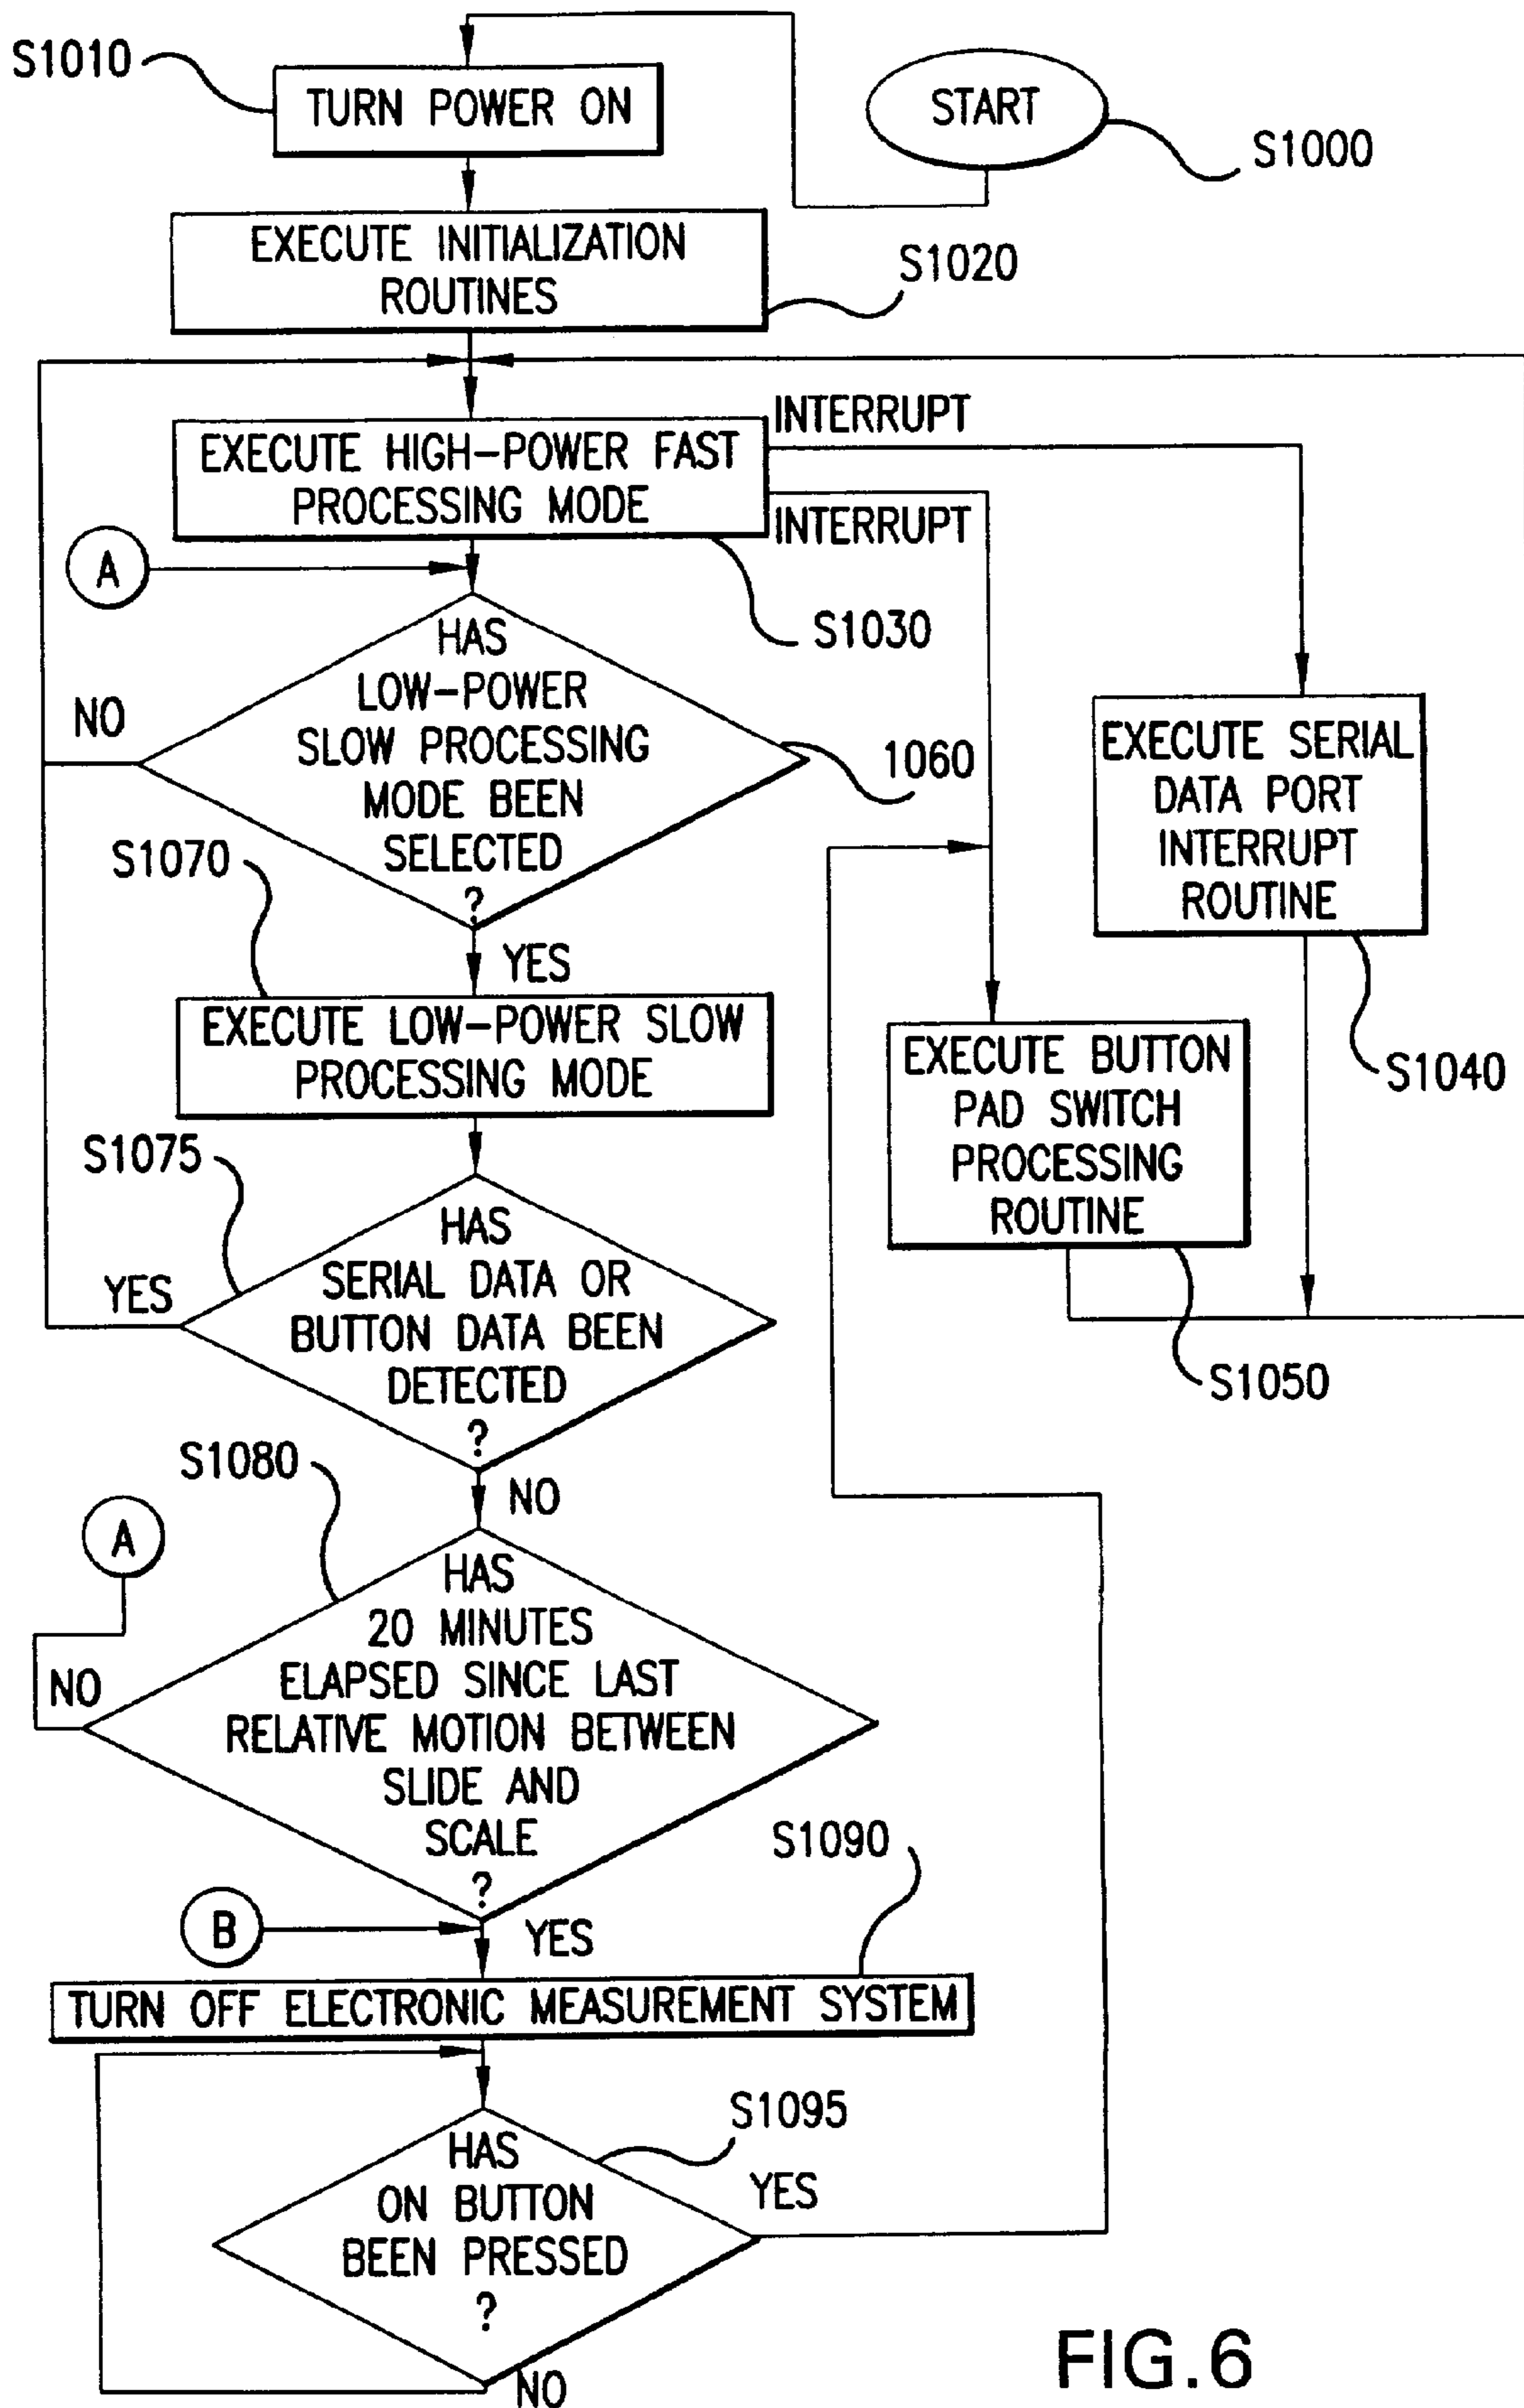 S1010
TURN POWER ON
START
S1000
EXECUTE INITIALIZATION
ROUTINES
S1020
EXECUTE HIGH-POWER FAST
PROCESSING MODE
INTERRUPT
INTERRUPT
A
S1030
HAS
LOW-POWER
SLOW PROCESSING
MODE BEEN
SELECTED
?
NO
1060
YES
EXECUTE SERIAL
DATA PORT
INTERRUPT
ROUTINE
S1040
S1070
EXECUTE LOW-POWER SLOW
PROCESSING MODE
EXECUTE BUTTON
PAD SWITCH
PROCESSING
ROUTINE
S1050
S1075
HAS
SERIAL DATA OR
BUTTON DATA BEEN
DETECTED
?
YES
NO
S1080
A
HAS
20 MINUTES
ELAPSED SINCE LAST
RELATIVE MOTION BETWEEN
SLIDE AND
SCALE
?
NO
YES
B
S1090
TURN OFF ELECTRONIC MEASUREMENT SYSTEM
S1095
HAS
ON BUTTON
BEEN PRESSED
?
YES
NO
FIG.6